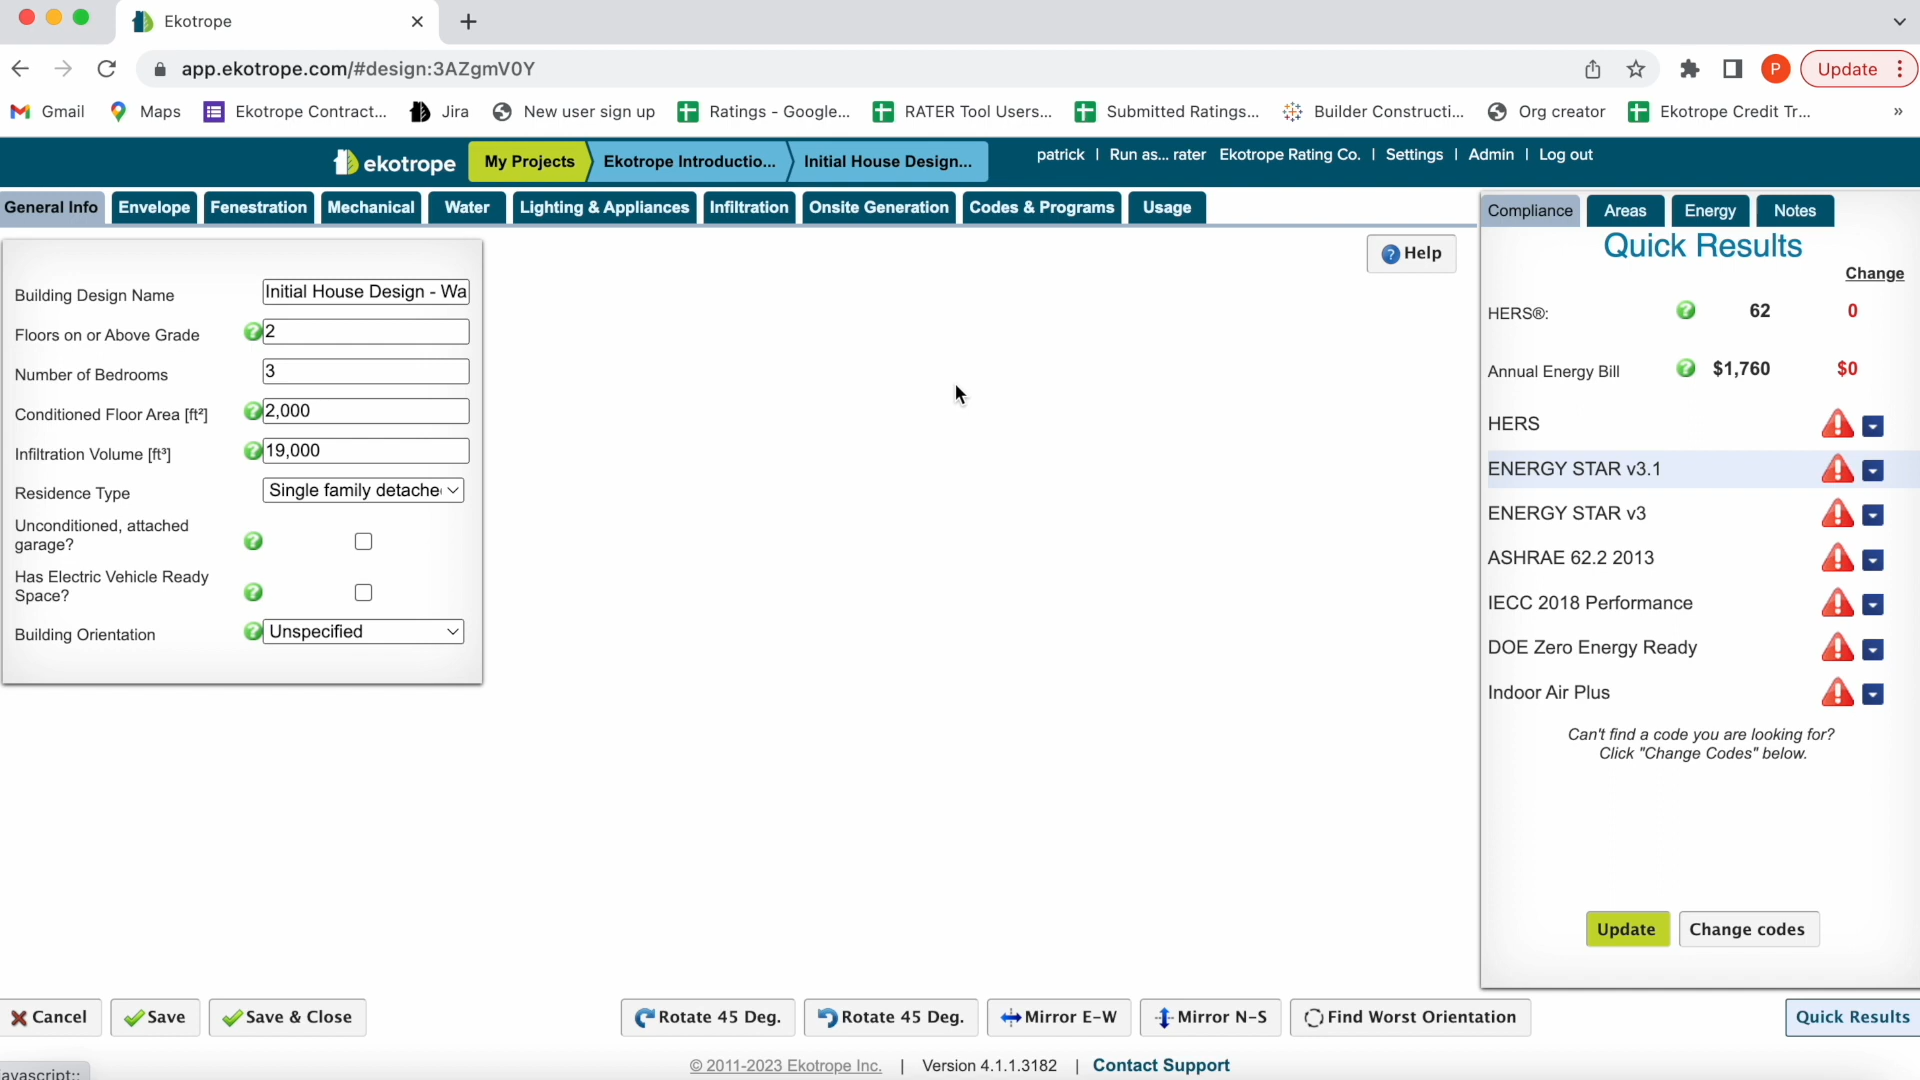 Ekotrope
app.ekotrope.com/#design:3AZgmV0Y
P
Update
Gmail
Maps
Ekotrope Contract...
Jira
New user sign up
Ratings - Google...
RATER Tool Users...
Submitted Ratings...
Builder Constructi...
Org creator
Ekotrope Credit Tr...
»
ekotrope
My Projects
Ekotrope Introductio...
Initial House Design...
patrick | Run as... rater Ekotrope Rating Co. | Settings | Admin | Log out
General Info
Envelope
Fenestration
Mechanical
Water
Lighting & Appliances
Infiltration
Onsite Generation
Codes & Programs
Usage
Help
Building Design Name
Initial House Design - Wa
Floors on or Above Grade
2
Number of Bedrooms
3
Conditioned Floor Area [ft²]
2,000
Infiltration Volume [ft³]
19,000
Residence Type
Single family detache
Unconditioned, attached
garage?
Has Electric Vehicle Ready
Space?
Building Orientation
Unspecified
Compliance
Areas
Energy
Notes
Quick Results
Change
HERS®:
62
0
Annual Energy Bill
$1,760
$0
HERS
ENERGY STAR v3.1
ENERGY STAR v3
ASHRAE 62.2 2013
IECC 2018 Performance
DOE Zero Energy Ready
Indoor Air Plus
Can't find a code you are looking for?
Click "Change Codes" below.
Update
Change codes
Cancel
Save
Save & Close
Rotate 45 Deg.
Rotate 45 Deg.
Mirror E-W
Mirror N-S
Find Worst Orientation
Quick Results
© 2011-2023 Ekotrope Inc. | Version 4.1.1.3182 | Contact Support
avascript:;